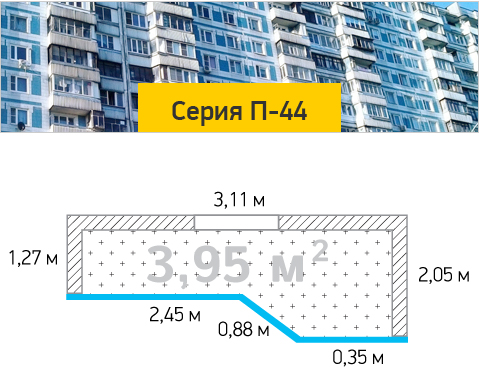 Серия П-44
3,11 м
1,27 м
3,95 м²
2,05 м
2,45 м
0,88 м
0,35 м